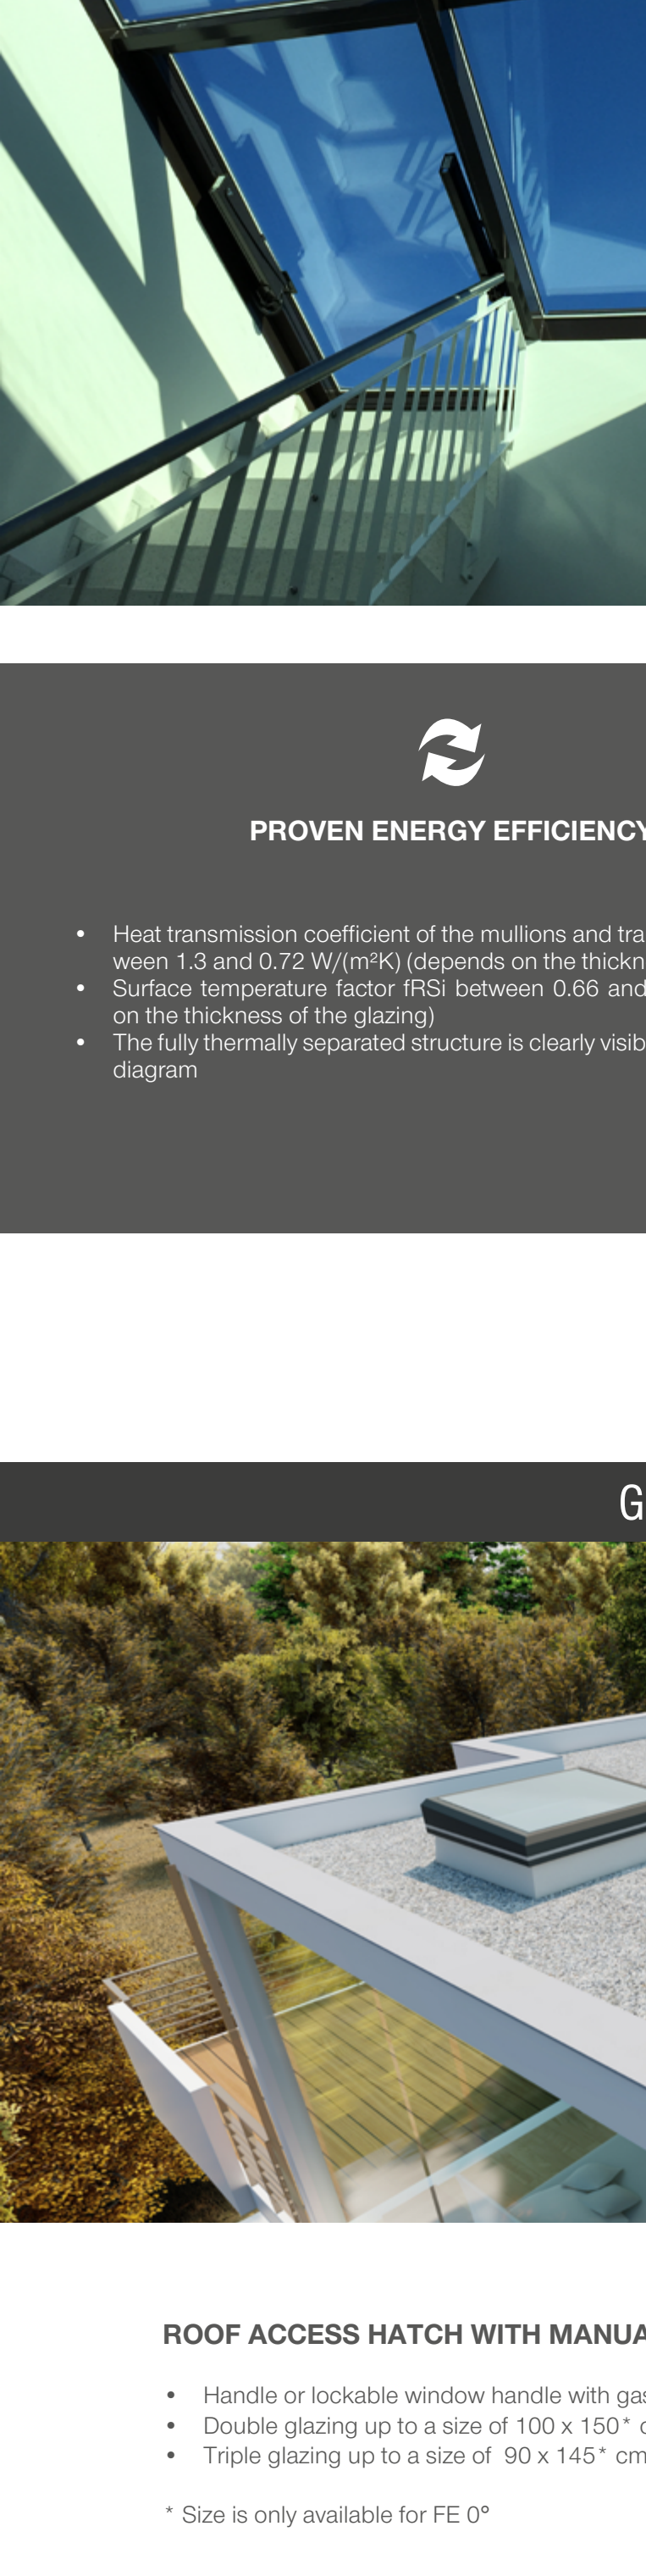 PROVEN ENERGY EFFICIENCY
• Heat transmission coefficient of the mullions and tra
ween 1.3 and 0.72 W/(m²K) (depends on the thickn
• Surface temperature factor fRSi between 0.66 and
on the thickness of the glazing)
• The fully thermally separated structure is clearly visib
diagram
G
ROOF ACCESS HATCH WITH MANUA
• Handle or lockable window handle with gas
• Double glazing up to a size of 100 x 150* c
• Triple glazing up to a size of 90 x 145* cm
* Size is only available for FE 0°